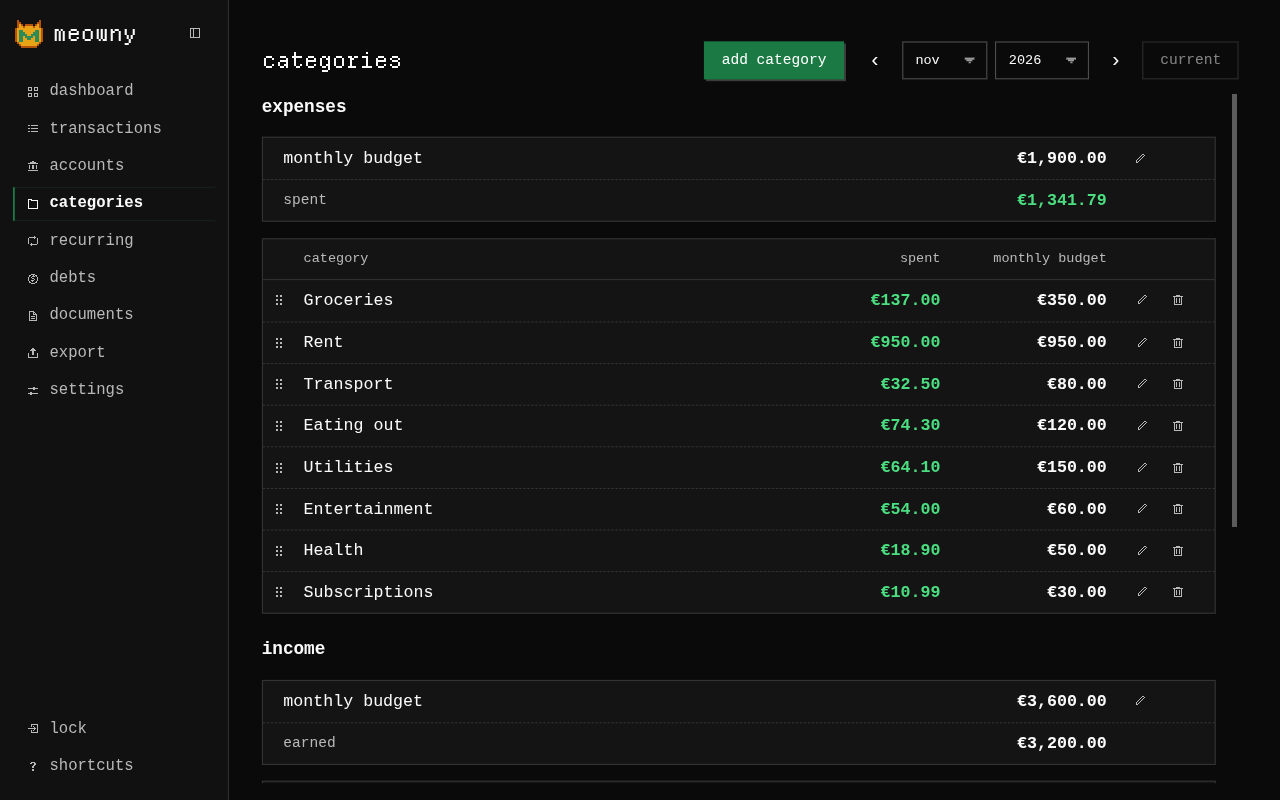 meowny
dashboard
transactions
accounts
categories
recurring
debts
documents
export
settings
lock
? shortcuts
categories
add category ‹ nov 2026 › current
expenses
monthly budget €1,900.00
spent €1,341.79
category spent monthly budget
Groceries €137.00 €350.00
Rent €950.00 €950.00
Transport €32.50 €80.00
Eating out €74.30 €120.00
Utilities €64.10 €150.00
Entertainment €54.00 €60.00
Health €18.90 €50.00
Subscriptions €10.99 €30.00
income
monthly budget €3,600.00
earned €3,200.00